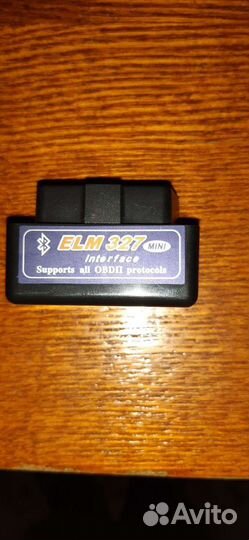 ELM 327 MINI
Interface
Supports all OBDII protocols
Avito